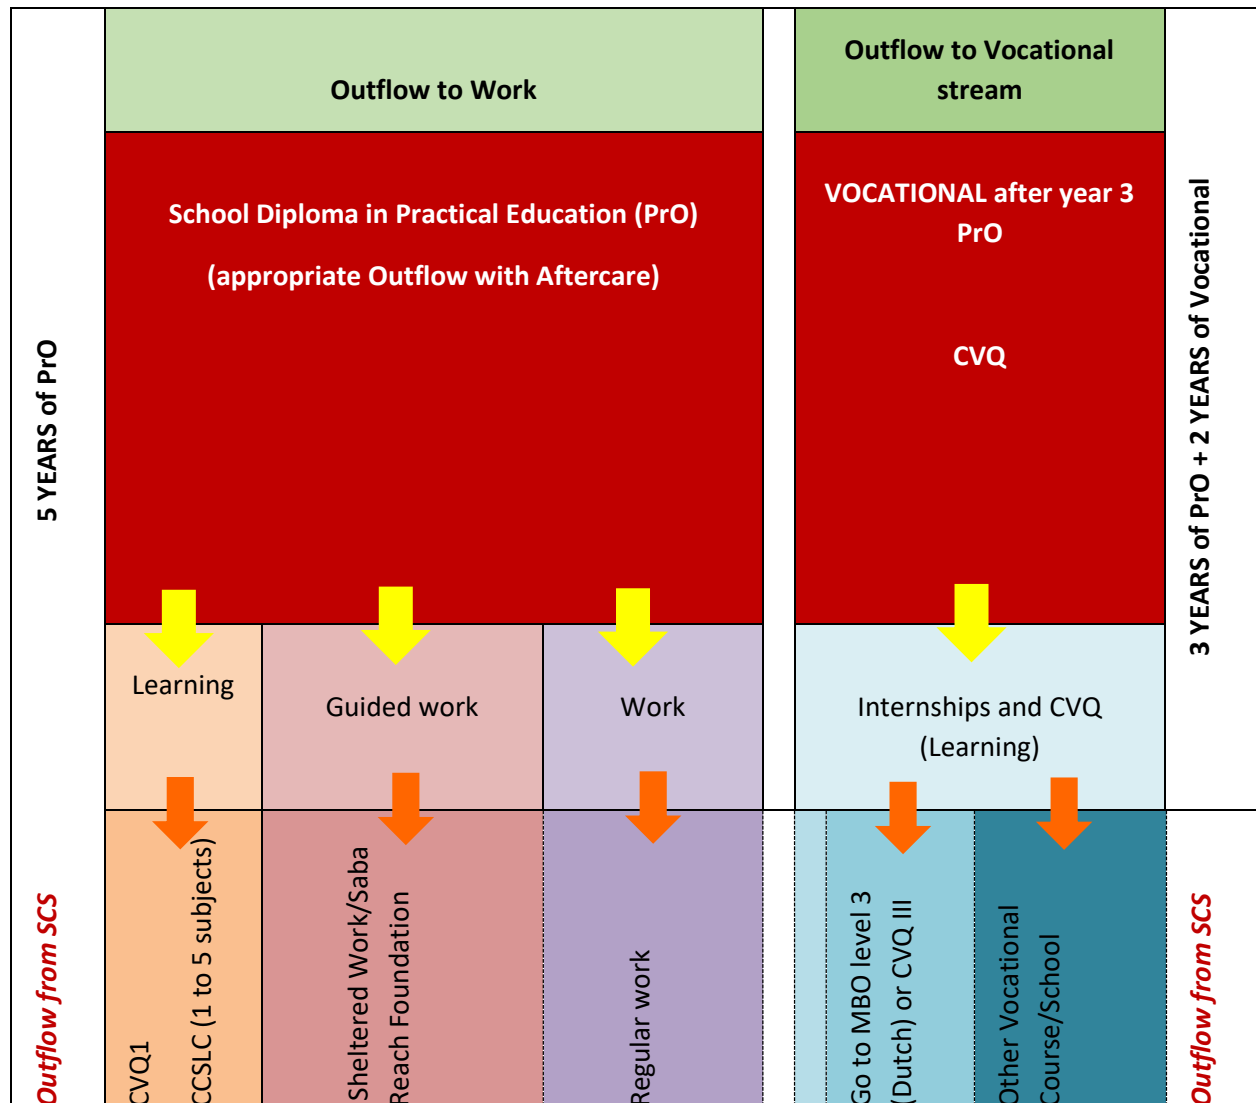 Outflow to Work
Outflow to Vocational
stream
5 YEARS of PrO
School Diploma in Practical Education (PrO)
(appropriate Outflow with Aftercare)
VOCATIONAL after year 3
PrO
CVQ
3 YEARS of PrO + 2 YEARS of Vocational
Learning
Guided work
Work
Internships and CVQ
(Learning)
Outflow from SCS
CVQ1
CCSLC (1 to 5 subjects)
Sheltered Work/Saba
Reach Foundation
Regular work
Go to MBO level 3
(Dutch) or CVQ III
Other Vocational
Course/School
Outflow from SCS